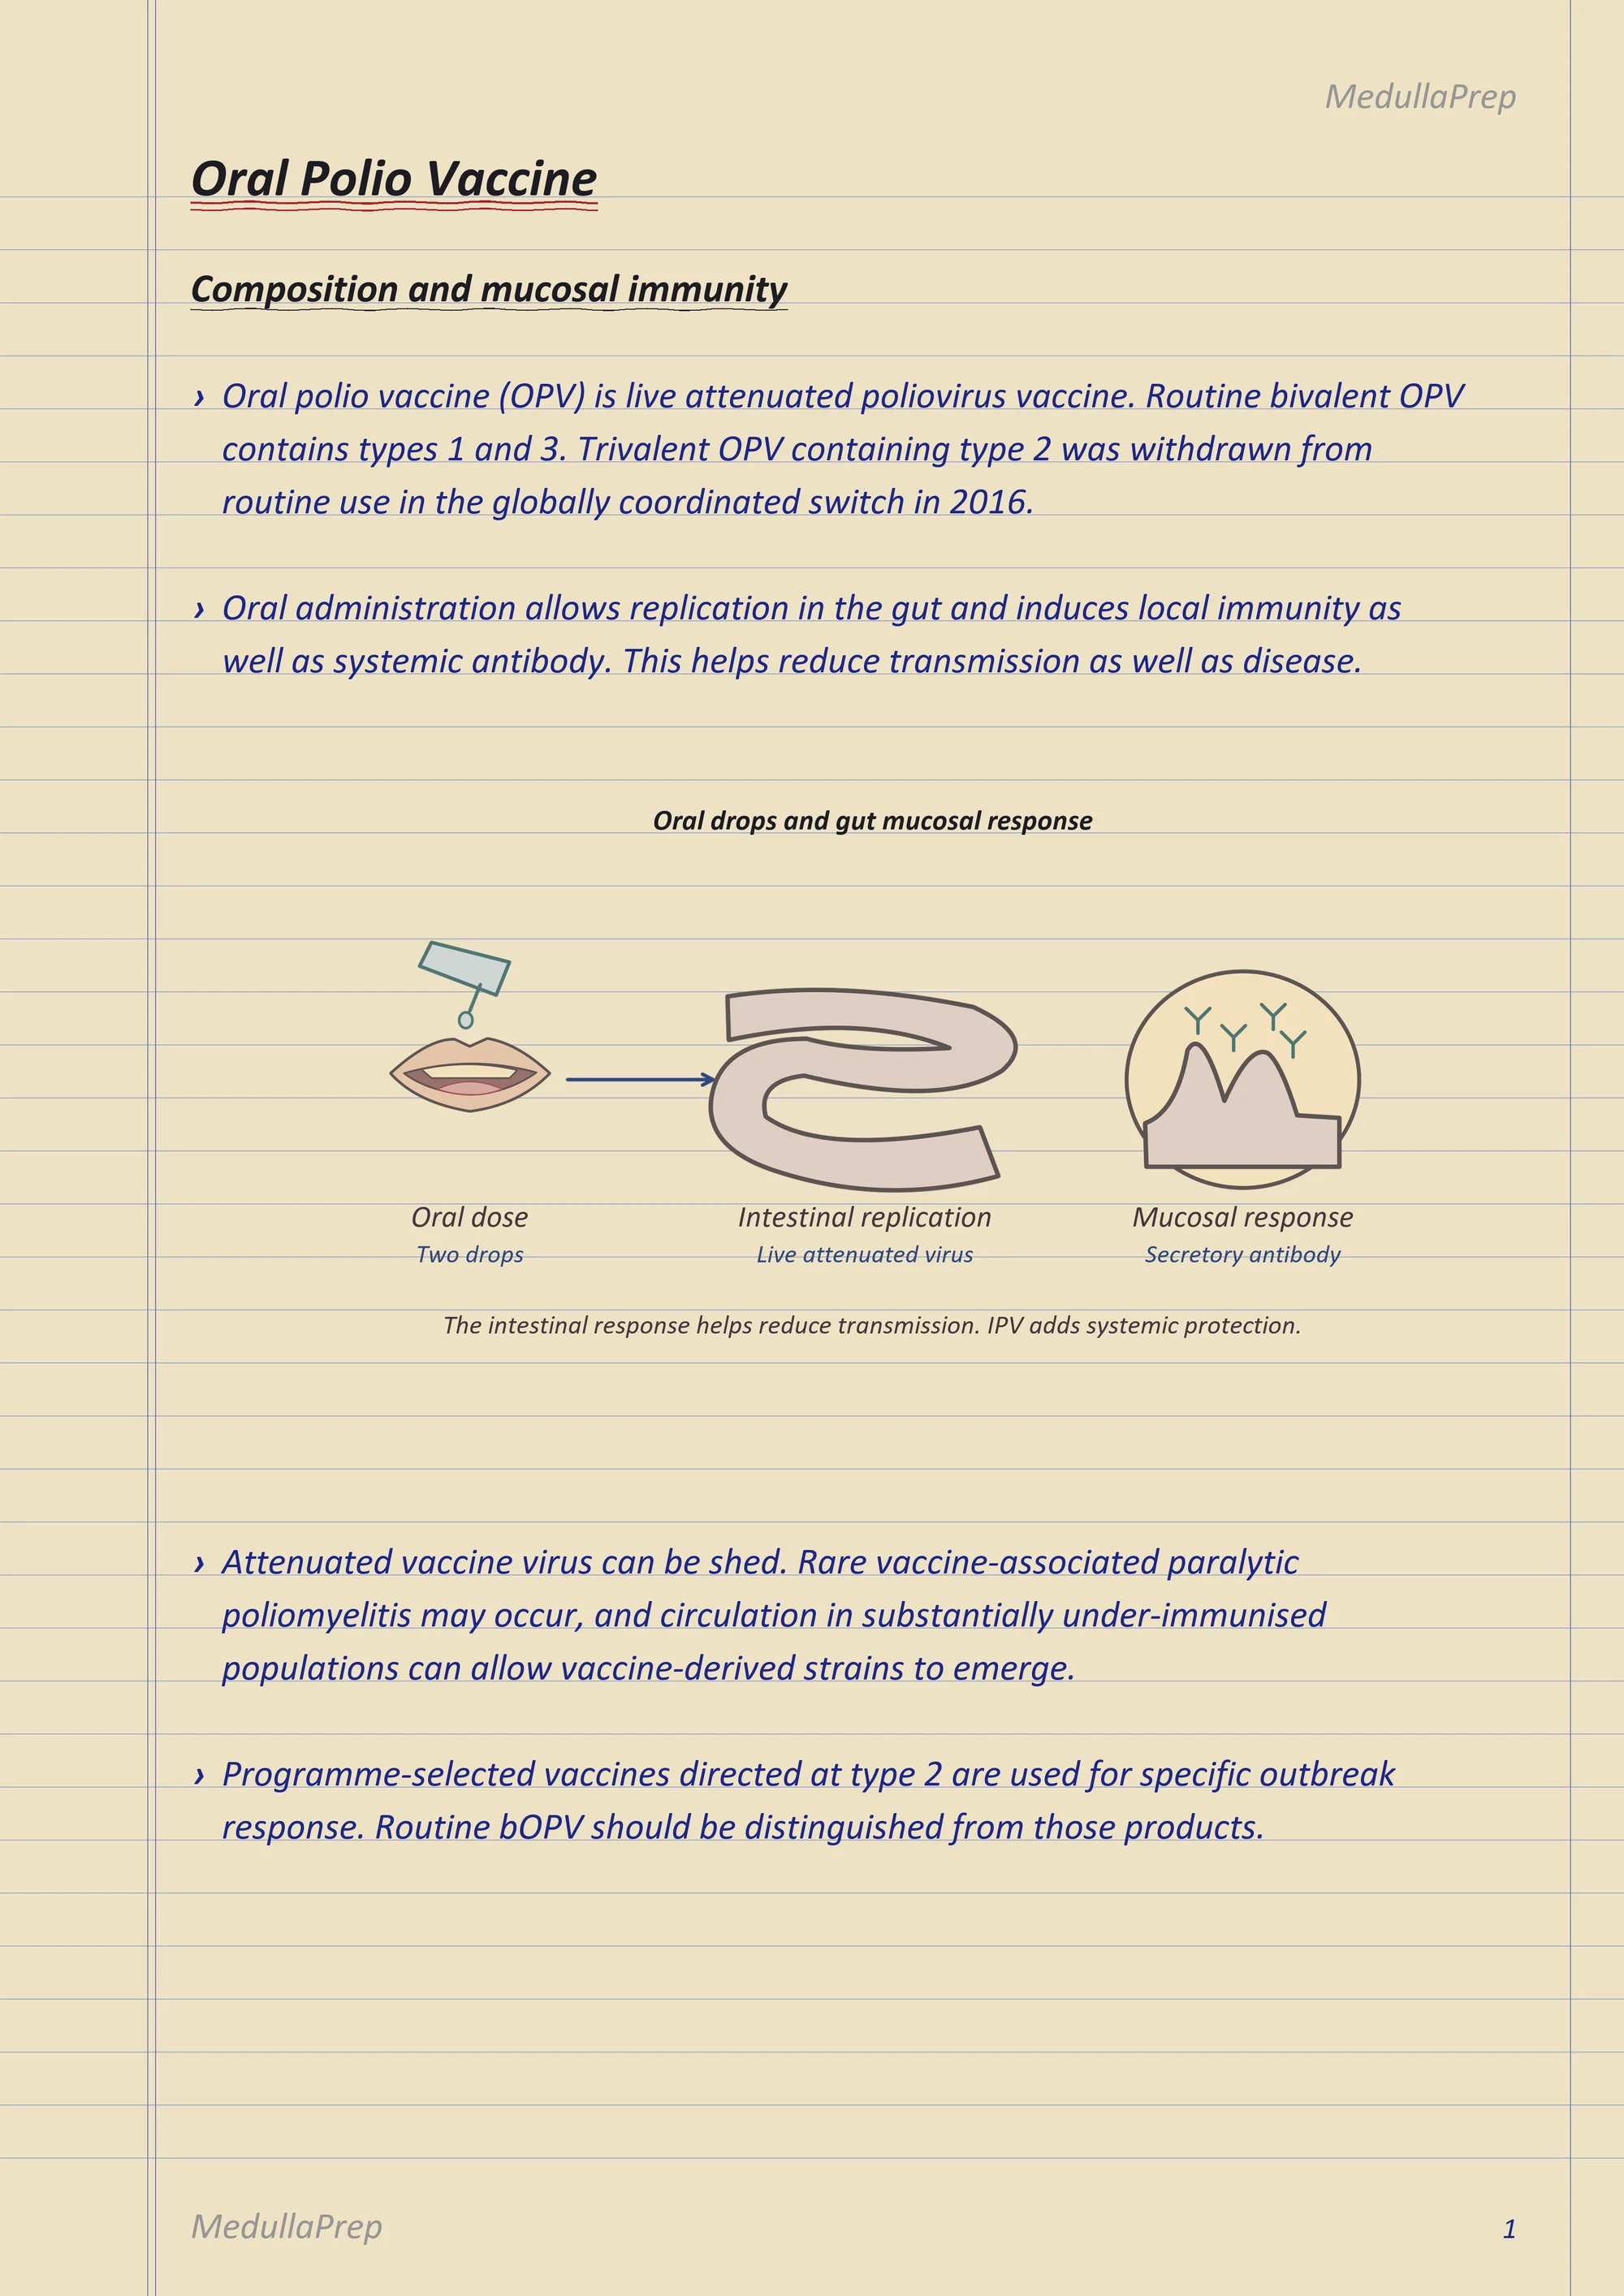 MedullaPrep
Oral Polio Vaccine
Composition and mucosal immunity
› Oral polio vaccine (OPV) is live attenuated poliovirus vaccine. Routine bivalent OPV
contains types 1 and 3. Trivalent OPV containing type 2 was withdrawn from
routine use in the globally coordinated switch in 2016.
› Oral administration allows replication in the gut and induces local immunity as
well as systemic antibody. This helps reduce transmission as well as disease.
Oral drops and gut mucosal response
Oral dose
Two drops
Intestinal replication
Live attenuated virus
Mucosal response
Secretory antibody
The intestinal response helps reduce transmission. IPV adds systemic protection.
› Attenuated vaccine virus can be shed. Rare vaccine-associated paralytic
poliomyelitis may occur, and circulation in substantially under-immunised
populations can allow vaccine-derived strains to emerge.
› Programme-selected vaccines directed at type 2 are used for specific outbreak
response. Routine bOPV should be distinguished from those products.
MedullaPrep
1